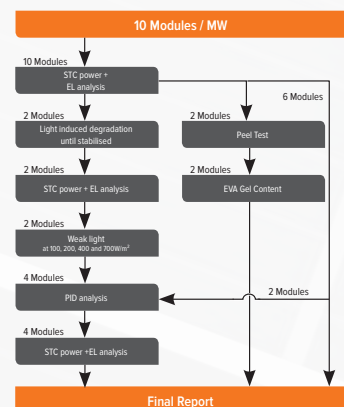 10 Modules / MW
10 Modules
STC power +
EL analysis
6 Modules
2 Modules
Light induced degradation
until stabilised
2 Modules
Peel Test
2 Modules
STC power + EL analysis
2 Modules
EVA Gel Content
2 Modules
Weak light
at 100, 200, 400 and 700W/m²
4 Modules
PID analysis
2 Modules
4 Modules
STC power +EL analysis
Final Report